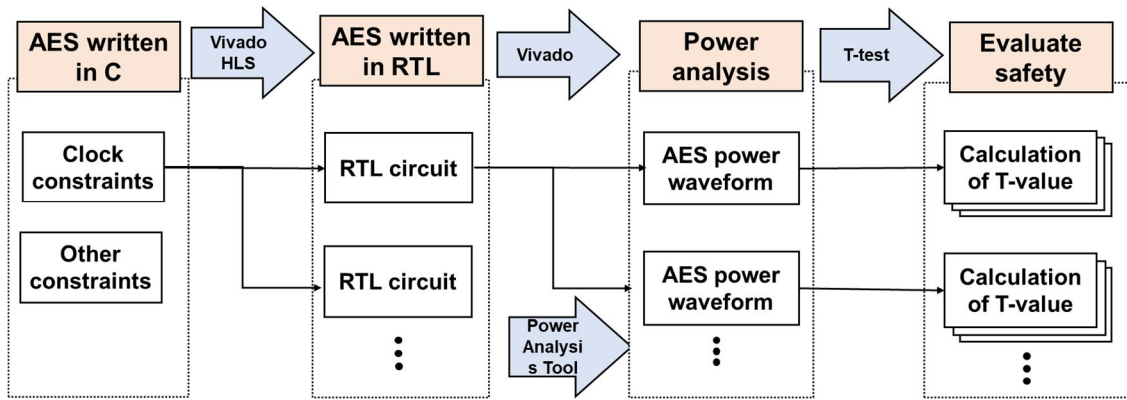 AES written
in C
Vivado
HLS
AES written
in RTL
Vivado
Power
analysis
T-test
Evaluate
safety
Clock
constraints
RTL circuit
AES power
waveform
Calculation
of T-value
Other
constraints
RTL circuit
AES power
waveform
Calculation
of T-value
Power
Analysi
s Tool